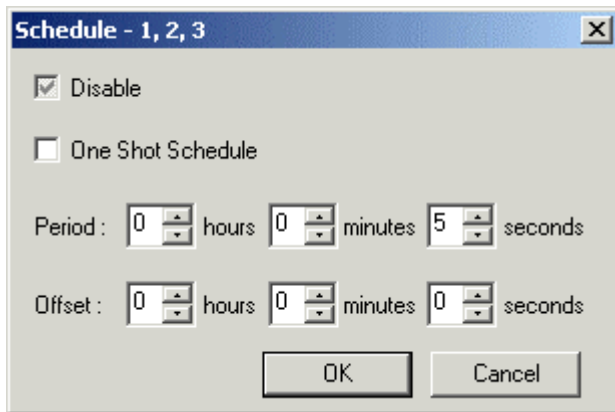 Schedule - 1, 2, 3
Disable
One Shot Schedule
Period : 0 hours 0 minutes 5 seconds
Offset : 0 hours 0 minutes 0 seconds
OK Cancel